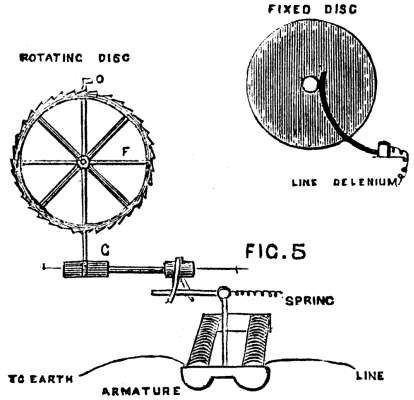 FIXED DISC
ROTATING DISC
O
F
LINE DELENIUM
G
FIG. 5
SPRING
TO EARTH
ARMATURE
LINE